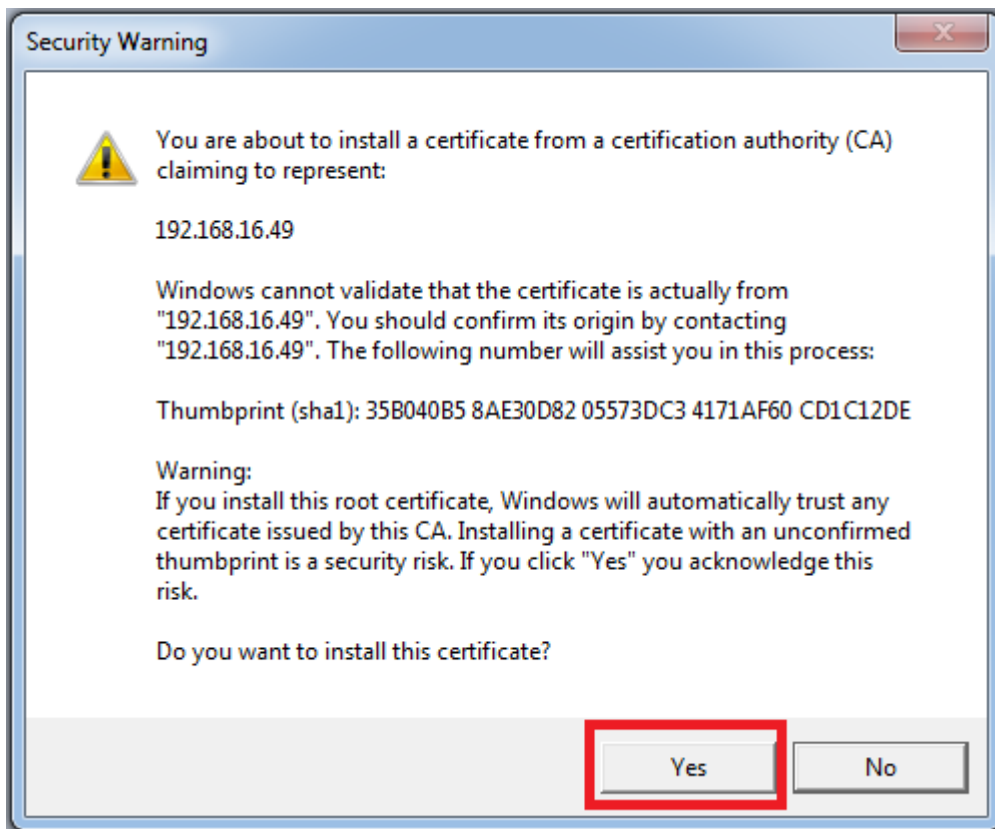 Security Warning
You are about to install a certificate from a certification authority (CA)
claiming to represent:
192.168.16.49
Windows cannot validate that the certificate is actually from
"192.168.16.49". You should confirm its origin by contacting
"192.168.16.49". The following number will assist you in this process:
Thumbprint (sha1): 35B040B5 8AE30D82 05573DC3 4171AF60 CD1C12DE
Warning:
If you install this root certificate, Windows will automatically trust any
certificate issued by this CA. Installing a certificate with an unconfirmed
thumbprint is a security risk. If you click "Yes" you acknowledge this
risk.
Do you want to install this certificate?
Yes No